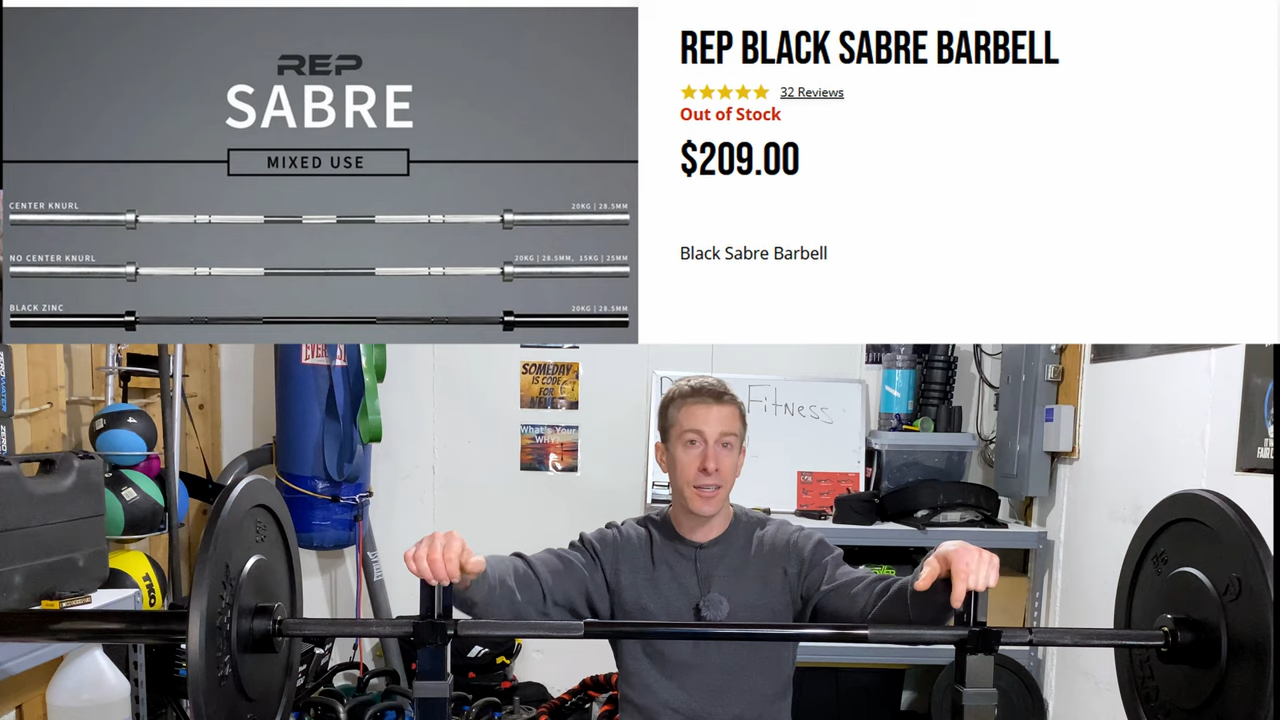 REP
SABRE
MIXED USE
CENTER KNURL
20KG | 28.5MM
NO CENTER KNURL
20KG | 28.5MM, 15KG | 25MM
BLACK ZINC
20KG | 28.5MM
REP BLACK SABRE BARBELL
32 Reviews
Out of Stock
$209.00
Black Sabre Barbell
EVERLAST
SOMEDAY
IS CODE
FOR
What's Your
WHY?
Fitness
TKO